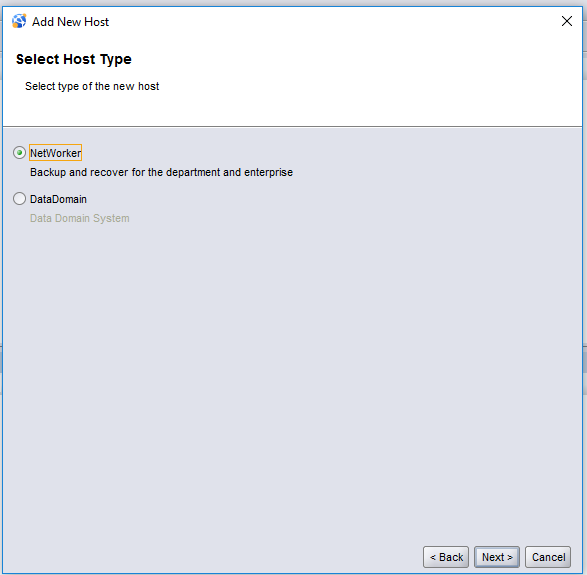 Add New Host
Select Host Type
Select type of the new host
NetWorker
Backup and recover for the department and enterprise
DataDomain
Data Domain System
< Back Next > Cancel